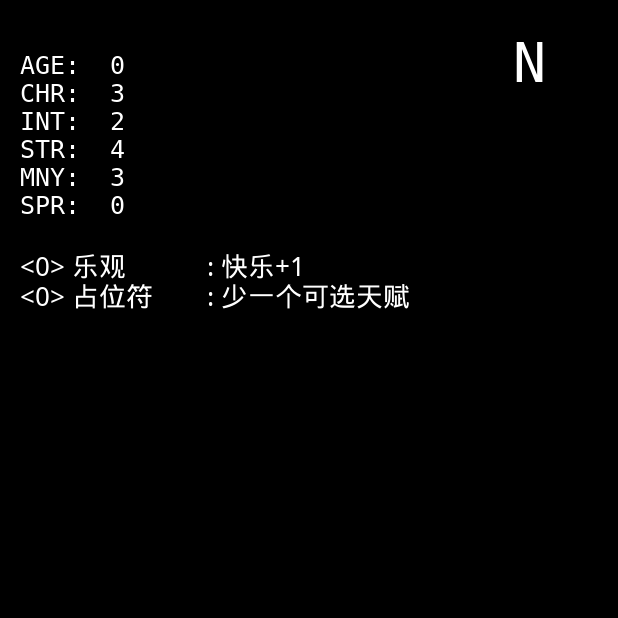 N
AGE: 0
CHR: 3
INT: 2
STR: 4
MNY: 3
SPR: 0
<O> 乐观 : 快乐+1
<O> 占位符 : 少一个可选天赋